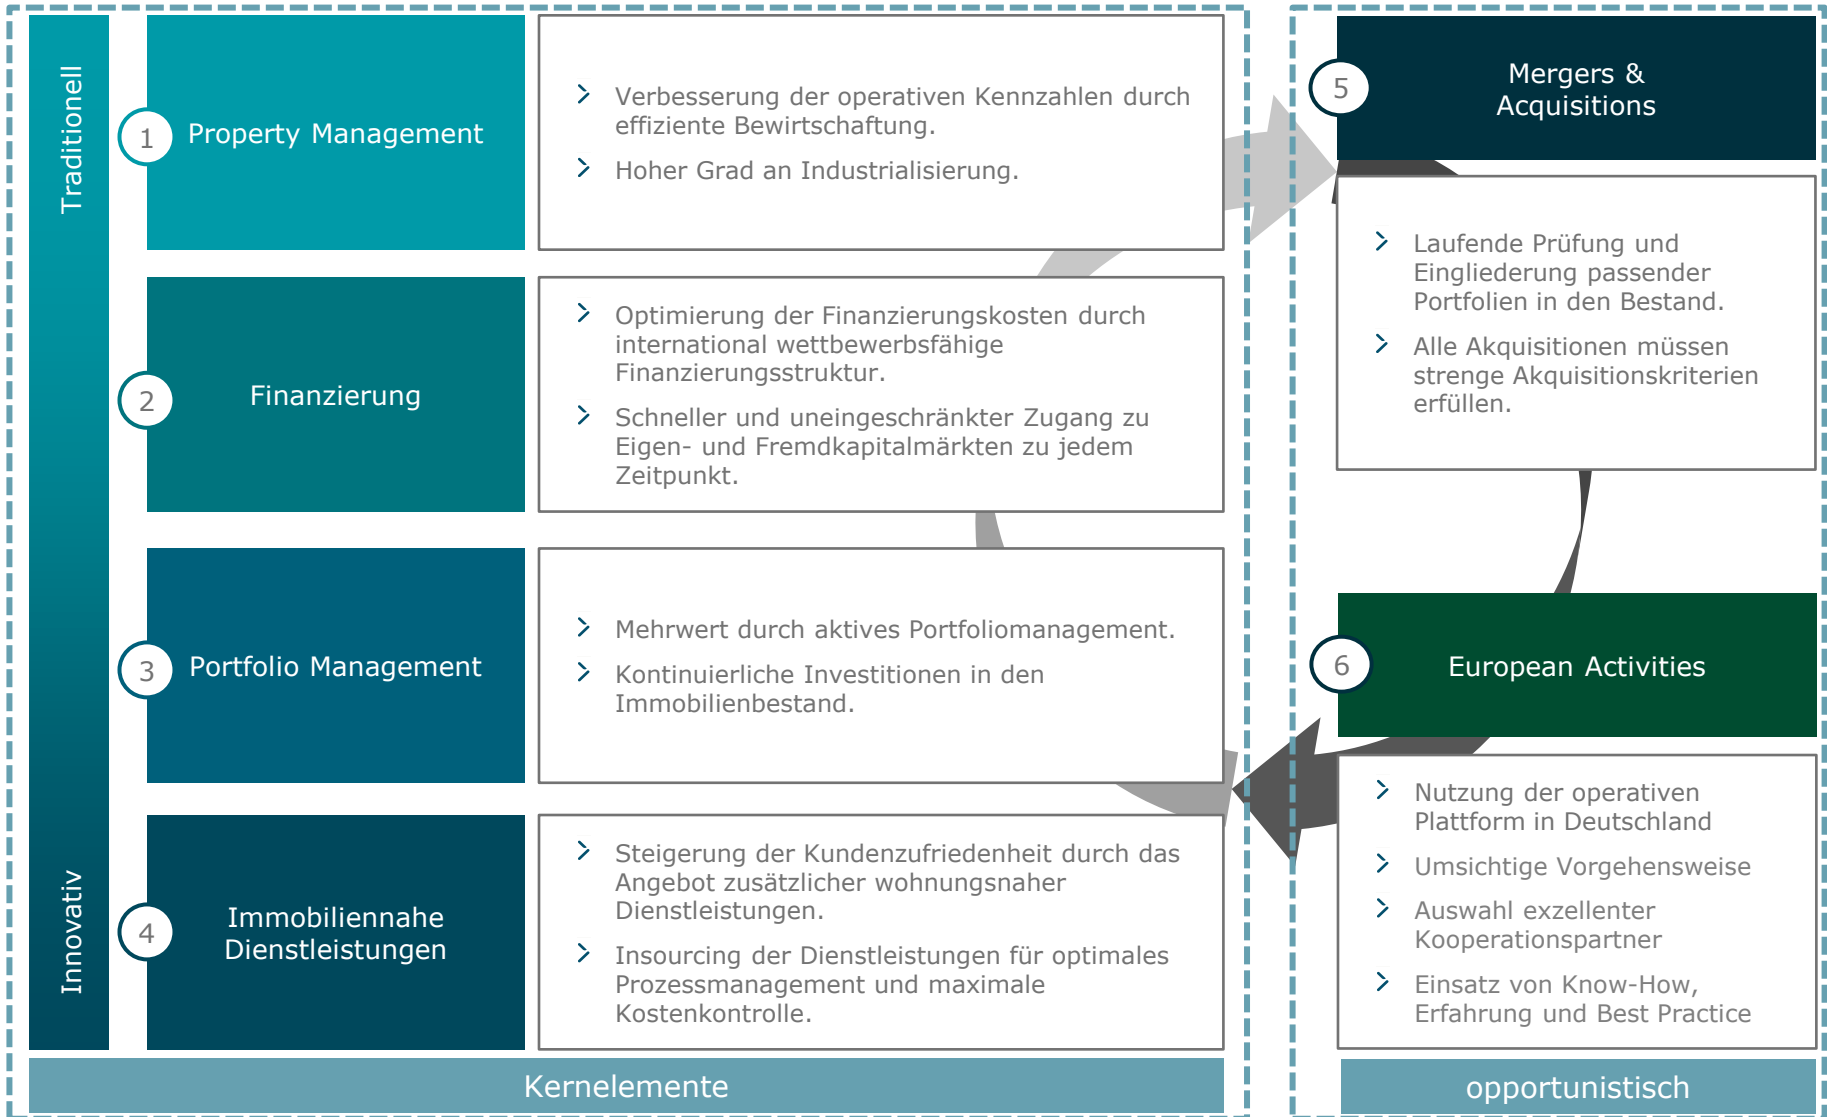 Traditionell
Innovativ
1
Property Management
Verbesserung der operativen Kennzahlen durch
effiziente Bewirtschaftung.
Hoher Grad an Industrialisierung.
2
Finanzierung
Optimierung der Finanzierungskosten durch
international wettbewerbsfähige
Finanzierungsstruktur.
Schneller und uneingeschränkter Zugang zu
Eigen- und Fremdkapitalmärkten zu jedem
Zeitpunkt.
3
Portfolio Management
Mehrwert durch aktives Portfoliomanagement.
Kontinuierliche Investitionen in den
Immobilienbestand.
4
Immobiliennahe
Dienstleistungen
Steigerung der Kundenzufriedenheit durch das
Angebot zusätzlicher wohnungsnaher
Dienstleistungen.
Insourcing der Dienstleistungen für optimales
Prozessmanagement und maximale
Kostenkontrolle.
Kernelemente
5
Mergers &
Acquisitions
Laufende Prüfung und
Eingliederung passender
Portfolien in den Bestand.
Alle Akquisitionen müssen
strenge Akquisitionskriterien
erfüllen.
6
European Activities
Nutzung der operativen
Plattform in Deutschland
Umsichtige Vorgehensweise
Auswahl exzellenter
Kooperationspartner
Einsatz von Know-How,
Erfahrung und Best Practice
opportunistisch